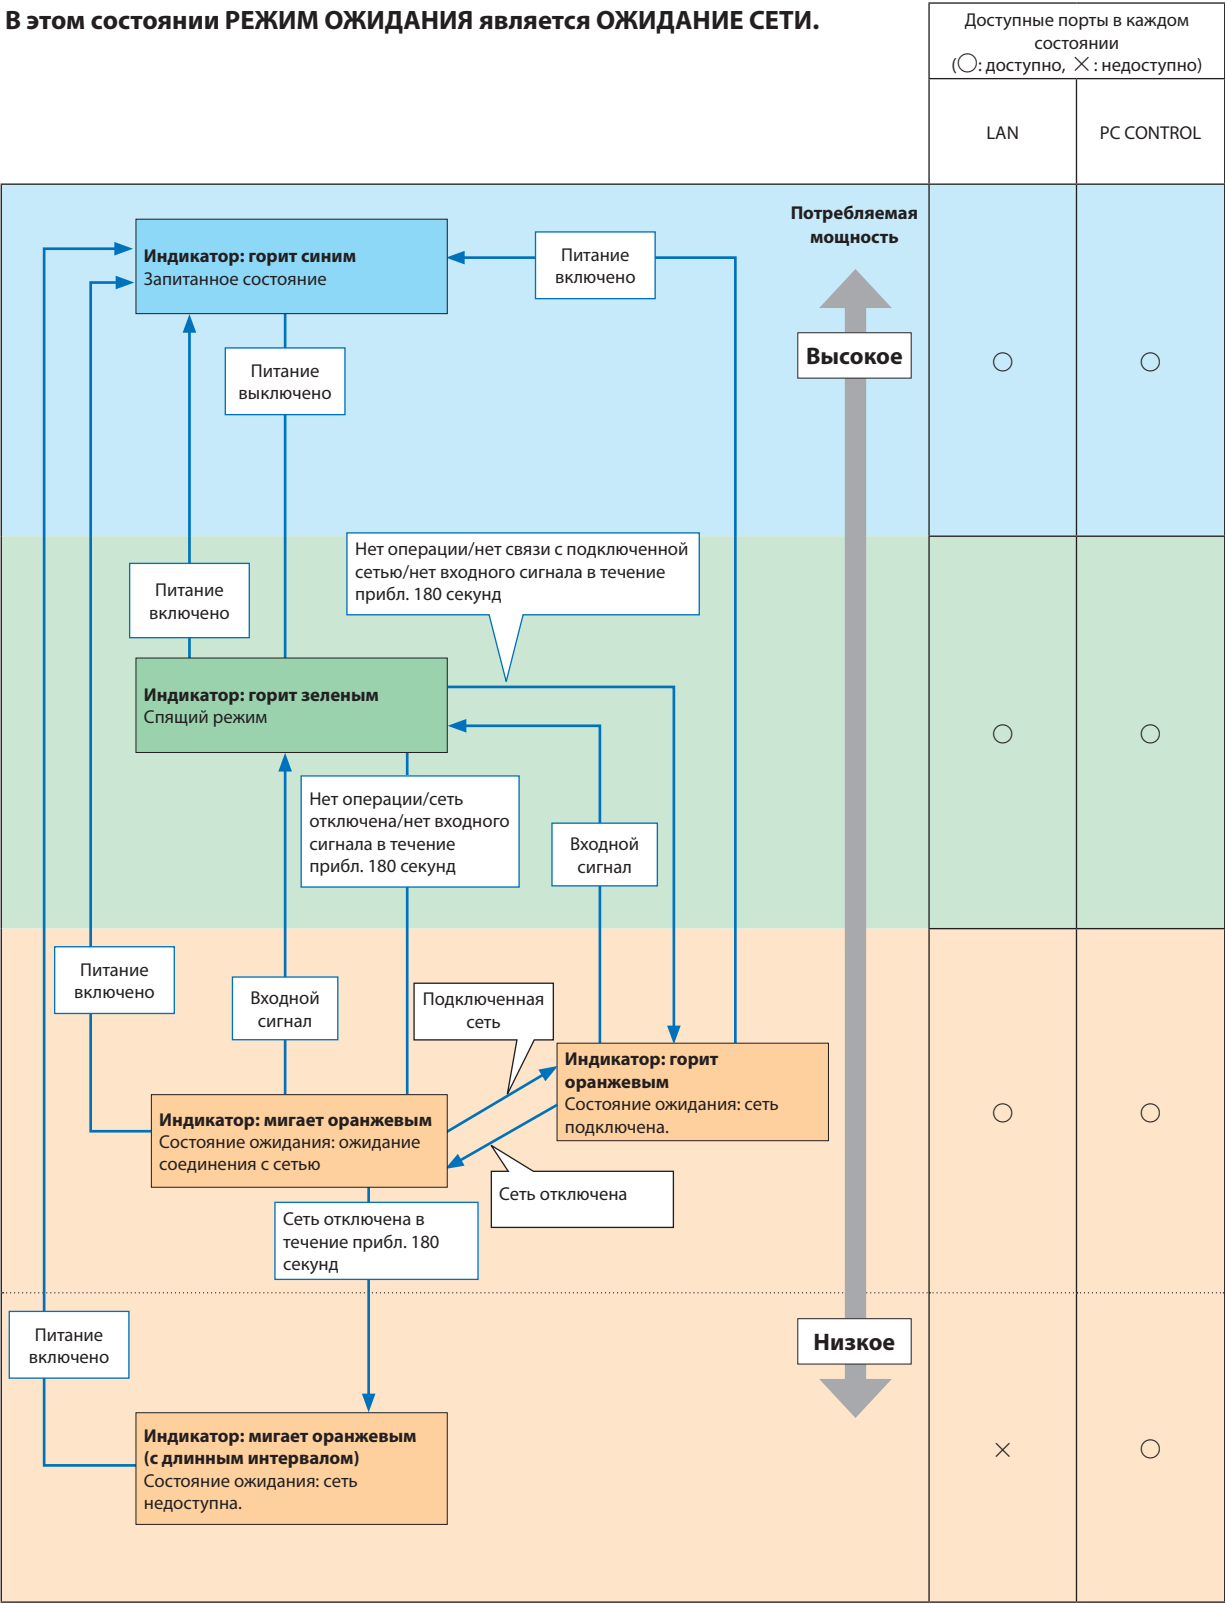 В этом состоянии РЕЖИМ ОЖИДАНИЯ является ОЖИДАНИЕ СЕТИ.
Доступные порты в каждом
состоянии
(○: доступно, ×: недоступно)
LAN
PC CONTROL
Потребляемая
мощность
Индикатор: горит синим
Запитанное состояние
Питание
включено
Высокое
○
○
Питание
выключено
Нет операции/нет связи с подключенной
сетью/нет входного сигнала в течение
прибл. 180 секунд
Питание
включено
Индикатор: горит зеленым
Спящий режим
○
○
Нет операции/сеть
отключена/нет входного
сигнала в течение
прибл. 180 секунд
Входной
сигнал
Питание
включено
Входной
сигнал
Подключенная
сеть
Индикатор: горит
оранжевым
Состояние ожидания: сеть
подключена.
○
○
Индикатор: мигает оранжевым
Состояние ожидания: ожидание
соединения с сетью
Сеть отключена
Сеть отключена в
течение прибл. 180
секунд
Питание
включено
Низкое
Индикатор: мигает оранжевым
(с длинным интервалом)
Состояние ожидания: сеть
недоступна.
×
○